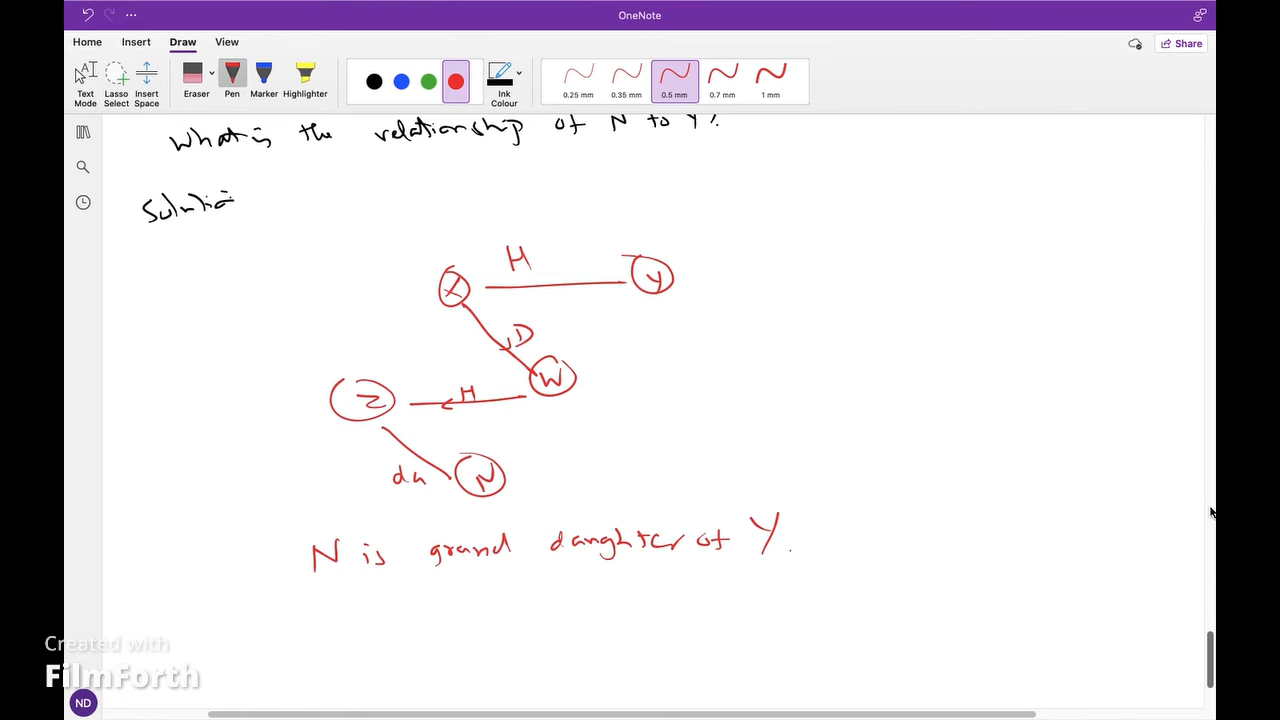 OneNote
Home Insert Draw View
Share
Text Mode
Lasso Select
Insert Space
Eraser
Pen
Marker
Highlighter
Ink Colour
0.25 mm
0.35 mm
0.5 mm
0.7 mm
1 mm
What is the relationship of N to Y?
Solution
H
X
Y
D
W
H
Z
da
N
N is grand daughter of Y.
Created with
FilmForth
ND